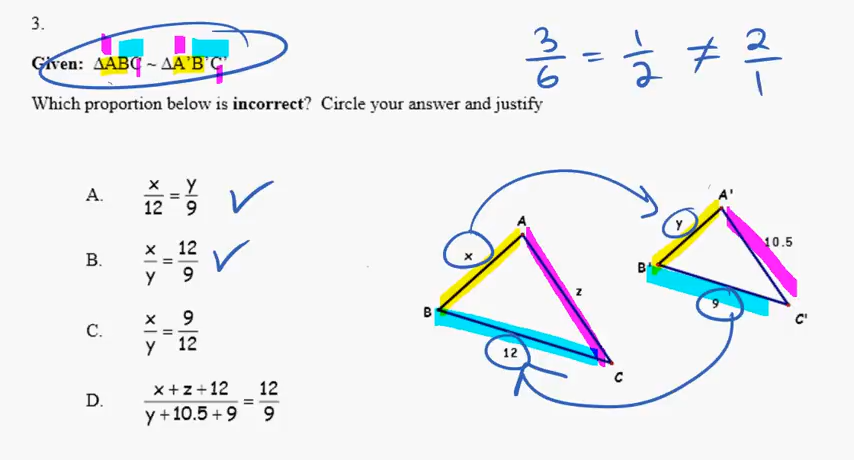 3.
3/6 = 1/2 ≠ 2/1
Given: ΔABC ~ ΔA'B'C'
Which proportion below is incorrect? Circle your answer and justify
A. x/12 = y/9 ✓
B. x/y = 12/9 ✓
C. x/y = 9/12
D. (x+z+12)/(y+10.5+9) = 12/9
A
x
z
B
12
C
A'
y
10.5
B'
9
C'